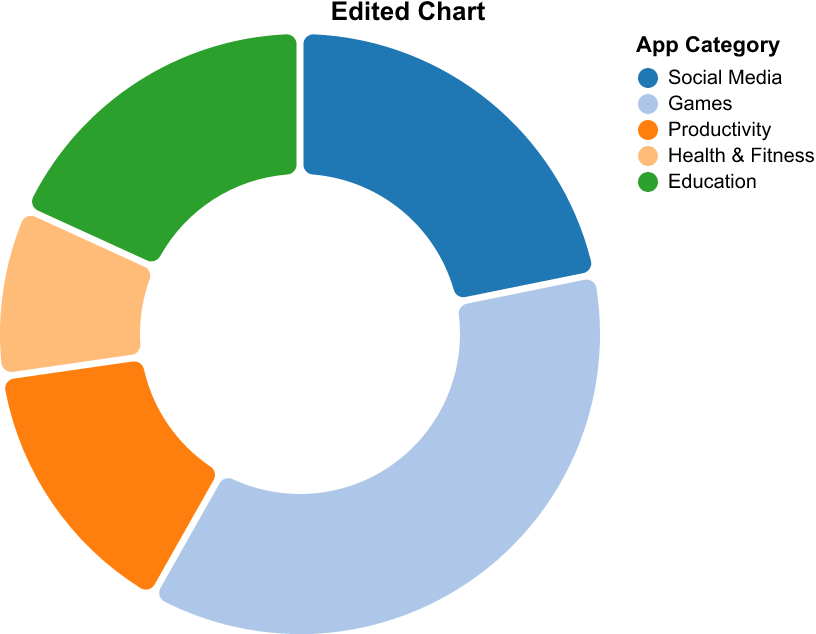 Edited Chart
App Category
Social Media
Games
Productivity
Health & Fitness
Education